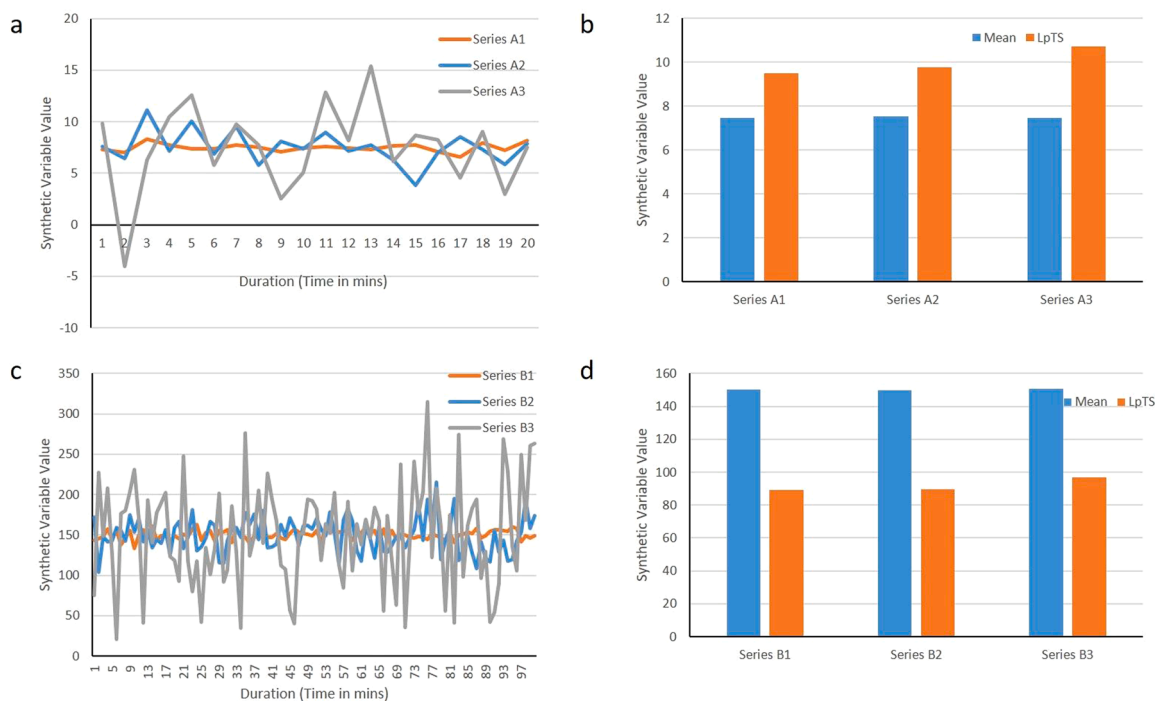 a
20
15
10
5
0
-5
-10
Synthetic Variable Value
Series A1
Series A2
Series A3
1 2 3 4 5 6 7 8 9 10 11 12 13 14 15 16 17 18 19 20
Duration (Time in mins)
b
12
10
8
6
4
2
0
Synthetic Variable Value
Mean LpTS
Series A1 Series A2 Series A3
c
350
300
250
200
150
100
50
0
Synthetic Variable Value
Series B1
Series B2
Series B3
1 5 9 13 17 21 25 29 33 37 41 45 49 53 57 61 65 69 73 77 81 85 89 93 97
Duration (Time in mins)
d
160
140
120
100
80
60
40
20
0
Synthetic Variable Value
Mean LpTS
Series B1 Series B2 Series B3